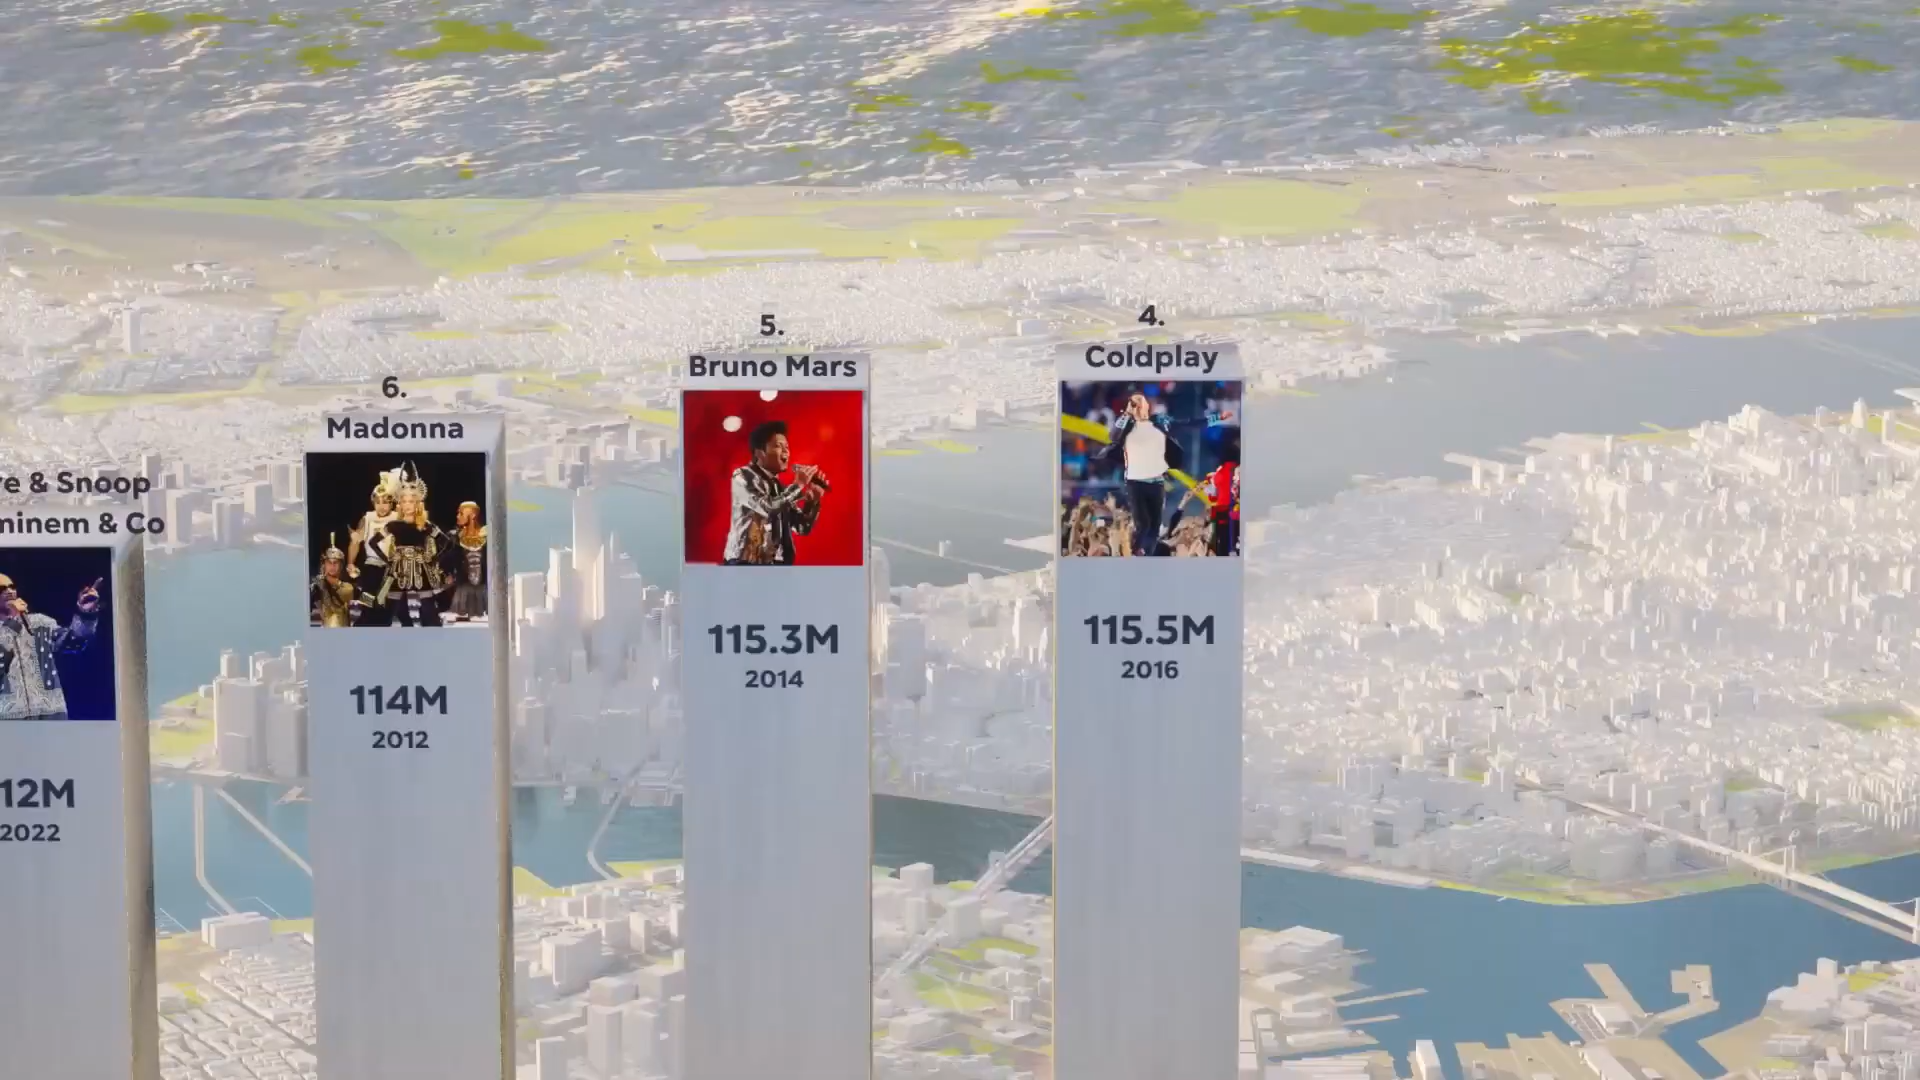 & Snoop
& Co
2022
6.
Madonna
114M
2012
5.
Bruno Mars
115.3M
2014
4.
Coldplay
115.5M
2016